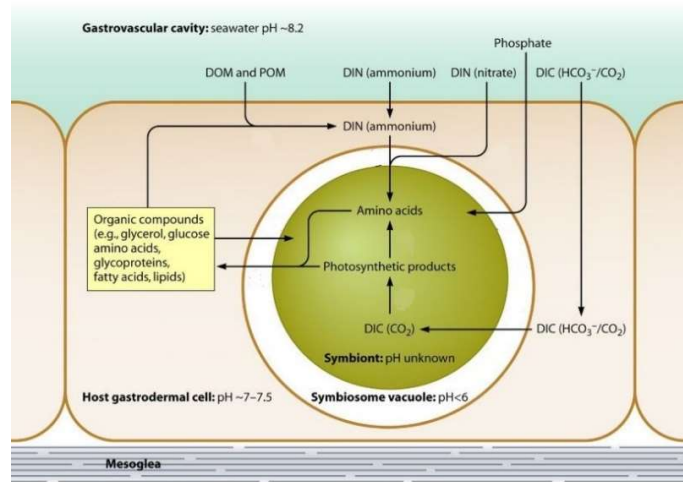 Gastrovascular cavity: seawater pH ~8.2
Phosphate
DOM and POM
DIN (ammonium)
DIN (nitrate)
DIC (HCO₃⁻/CO₂)
DIN (ammonium)
Organic compounds
(e.g., glycerol, glucose
amino acids,
glycoproteins,
fatty acids, lipids)
Amino acids
Photosynthetic products
DIC (CO₂)
DIC (HCO₃⁻/CO₂)
Symbiont: pH unknown
Host gastrodermal cell: pH ~7–7.5
Symbiosome vacuole: pH<6
Mesoglea